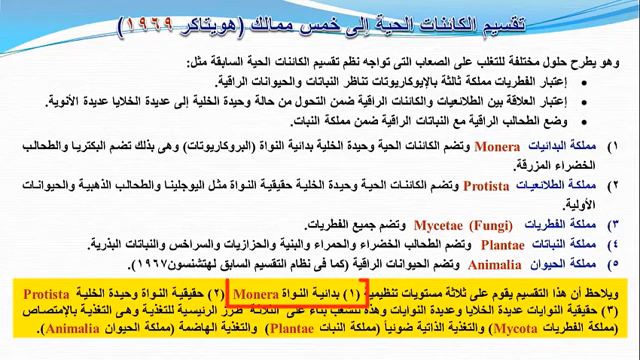 تقسيم الكائنات الحية إلى خمس ممالك (هويتاكر ١٩٦٩)
وهو يطرح حلول مختلفة للتغلب على الصعاب التى تواجه نظم تقسيم الكائنات الحية السابقة مثل:
• إعتبار الفطريات مملكة ثالثة بالإيوكاريوتات تناظر النباتات والحيوانات الراقية.
• إعتبار العلاقة بين الطلائعيات والكائنات الراقية ضمن التحول من حالة وحيدة الخلية إلى عديدة الخلايا عديدة الأنوية.
• وضع الطحالب الراقية مع النباتات الراقية ضمن مملكة النبات.
١) مملكة البدائيات Monera وتضم الكائنات الحية وحيدة الخلية بدائية النواة (البروكاريوتات) وهى بذلك تضم البكتريا والطحالب
الخضراء المزرقة.
٢) مملكة الطلائعيات Protista وتضم الكائنات الحية وحيدة الخلية حقيقية النواة مثل اليوجلينا والطحالب الذهبية والحيوانات
الأولية.
٣) مملكة الفطريات Mycetae (Fungi) وتضم جميع الفطريات.
٤) مملكة النباتات Plantae وتضم الطحالب الخضراء والحمراء والبنية والحزازيات والسراخس والنباتات البذرية.
٥) مملكة الحيوان Animalia وتضم الحيوانات الراقية (كما فى نظام التقسيم السابق لهتشنسون١٩٦٧).
ويلاحظ أن هذا التقسيم يقوم على ثلاثة مستويات تنظيمية (١) بدائية النواة Monera (٢) حقيقية النواة وحيدة الخلية Protista
(٣) حقيقية النوايات عديدة الخلايا وعديدة النوايات وهذه تتشعب بناء على الثلاثة طرز الرئيسية للتغذية وهى التغذية بالإمتصاص
(مملكة الفطريات Mycota) والتغذية الذاتية ضوئياً (مملكة النبات Plantae) والتغذية الهاضمة (مملكة الحيوان Animalia).